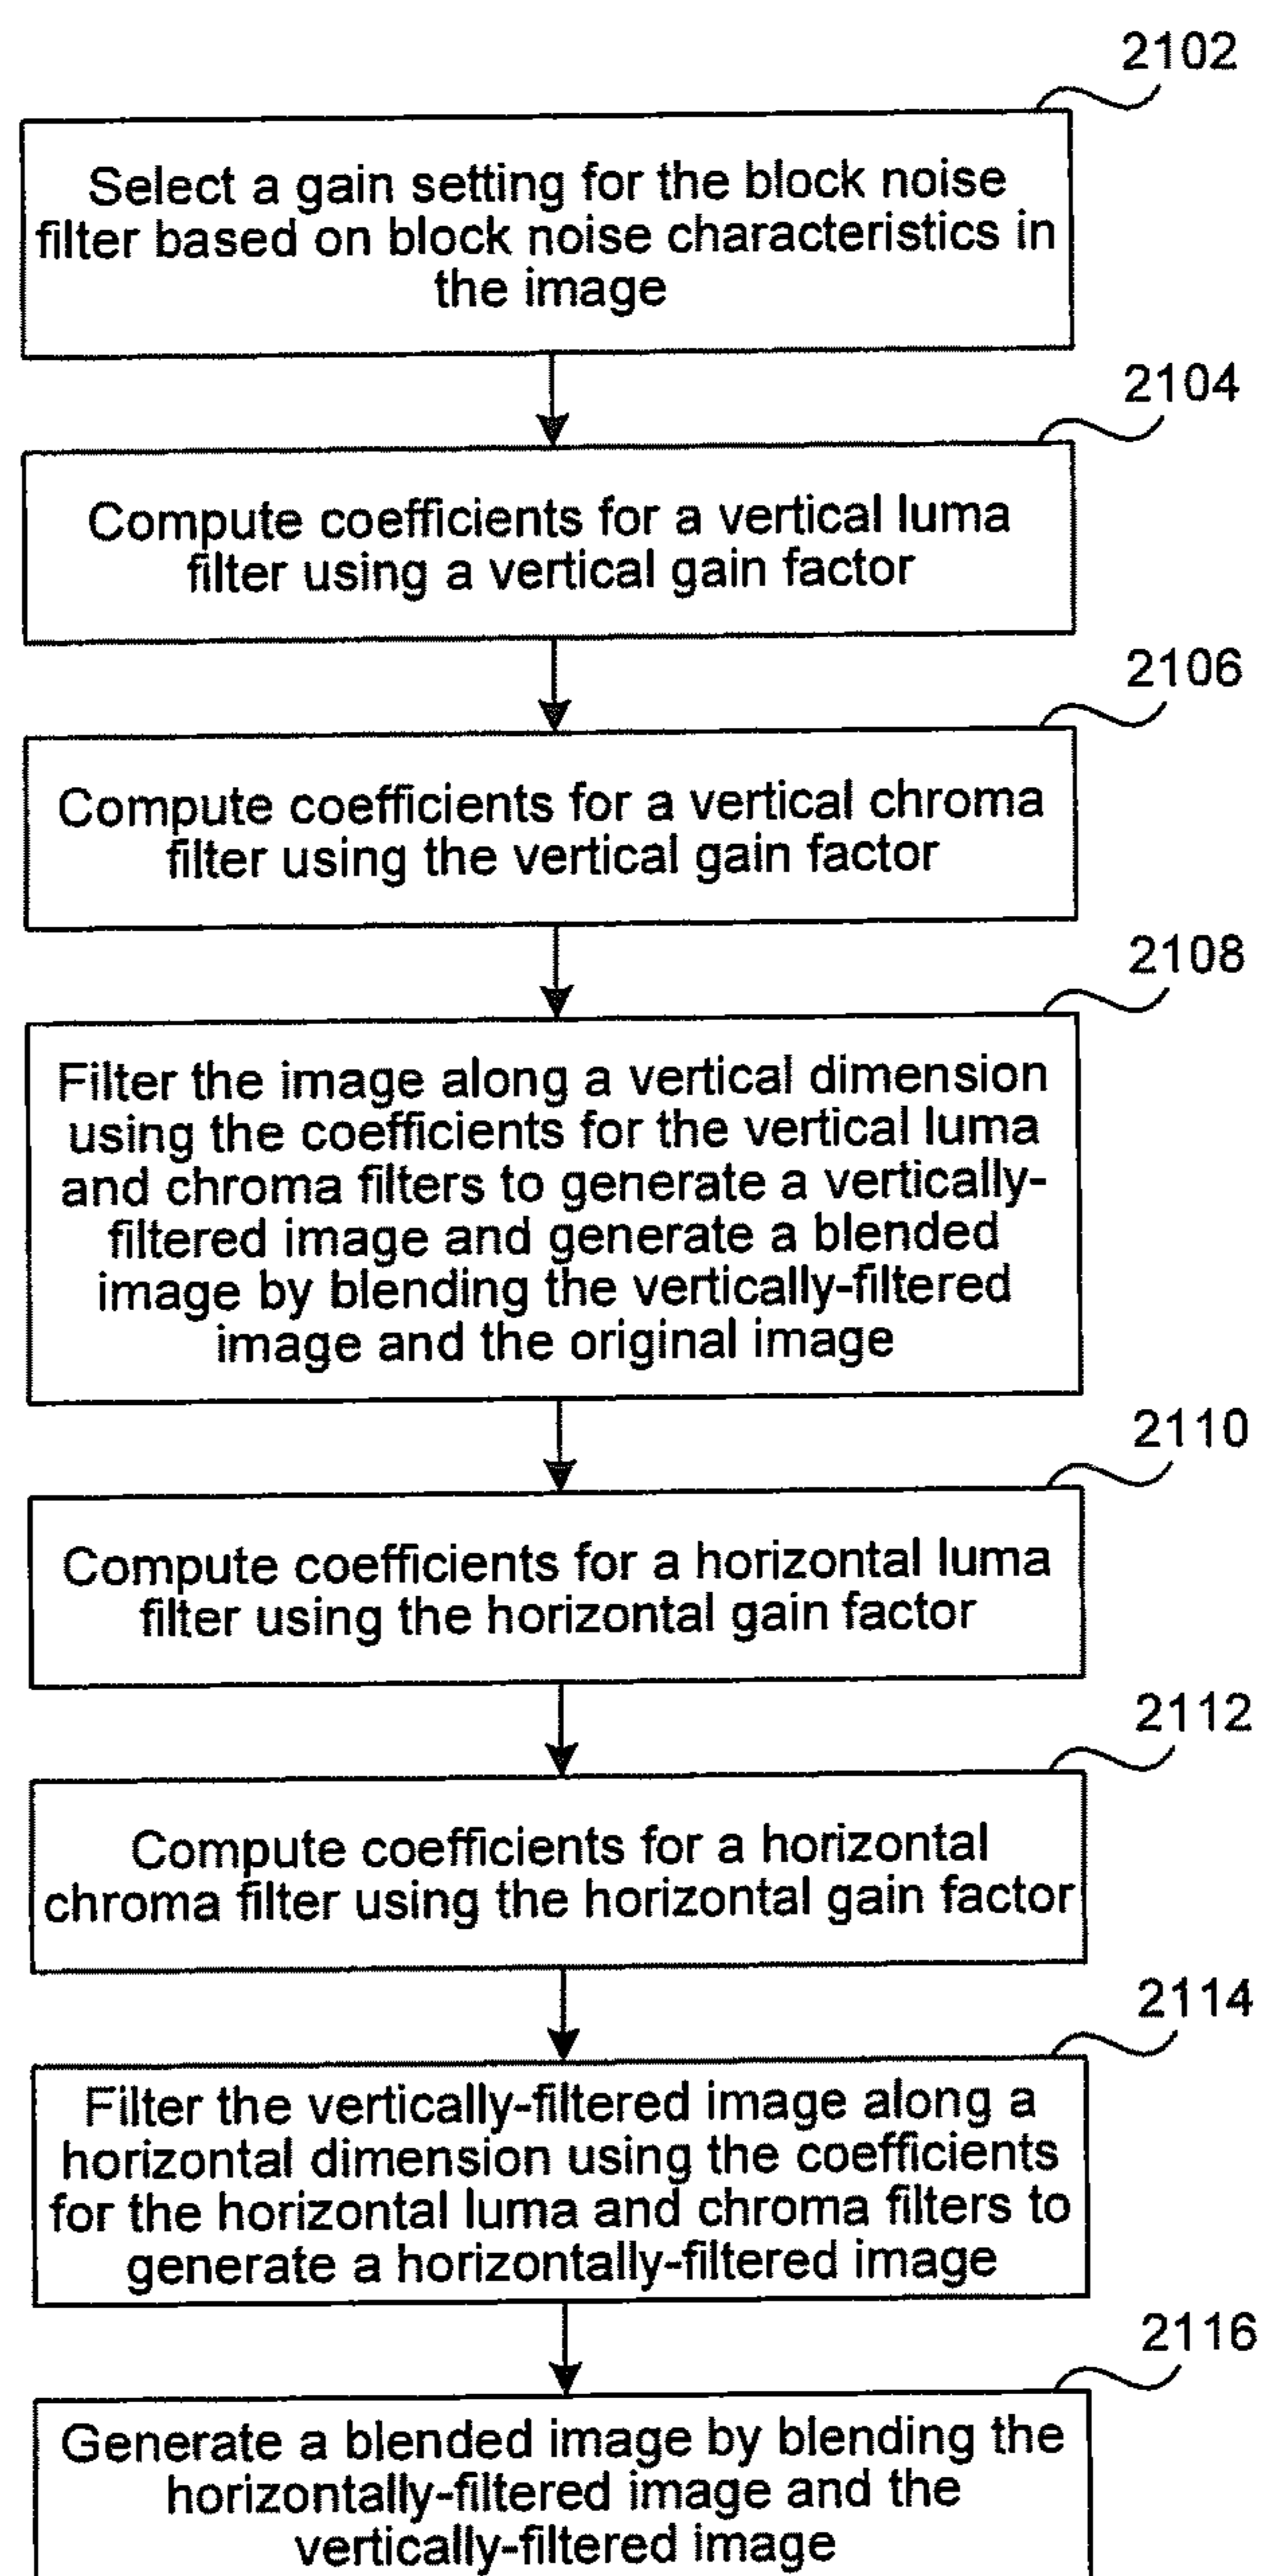 2102
Select a gain setting for the block noise
filter based on block noise characteristics in
the image
2104
Compute coefficients for a vertical luma
filter using a vertical gain factor
2106
Compute coefficients for a vertical chroma
filter using the vertical gain factor
2108
Filter the image along a vertical dimension
using the coefficients for the vertical luma
and chroma filters to generate a vertically-
filtered image and generate a blended
image by blending the vertically-filtered
image and the original image
2110
Compute coefficients for a horizontal luma
filter using the horizontal gain factor
2112
Compute coefficients for a horizontal
chroma filter using the horizontal gain factor
2114
Filter the vertically-filtered image along a
horizontal dimension using the coefficients
for the horizontal luma and chroma filters to
generate a horizontally-filtered image
2116
Generate a blended image by blending the
horizontally-filtered image and the
vertically-filtered image